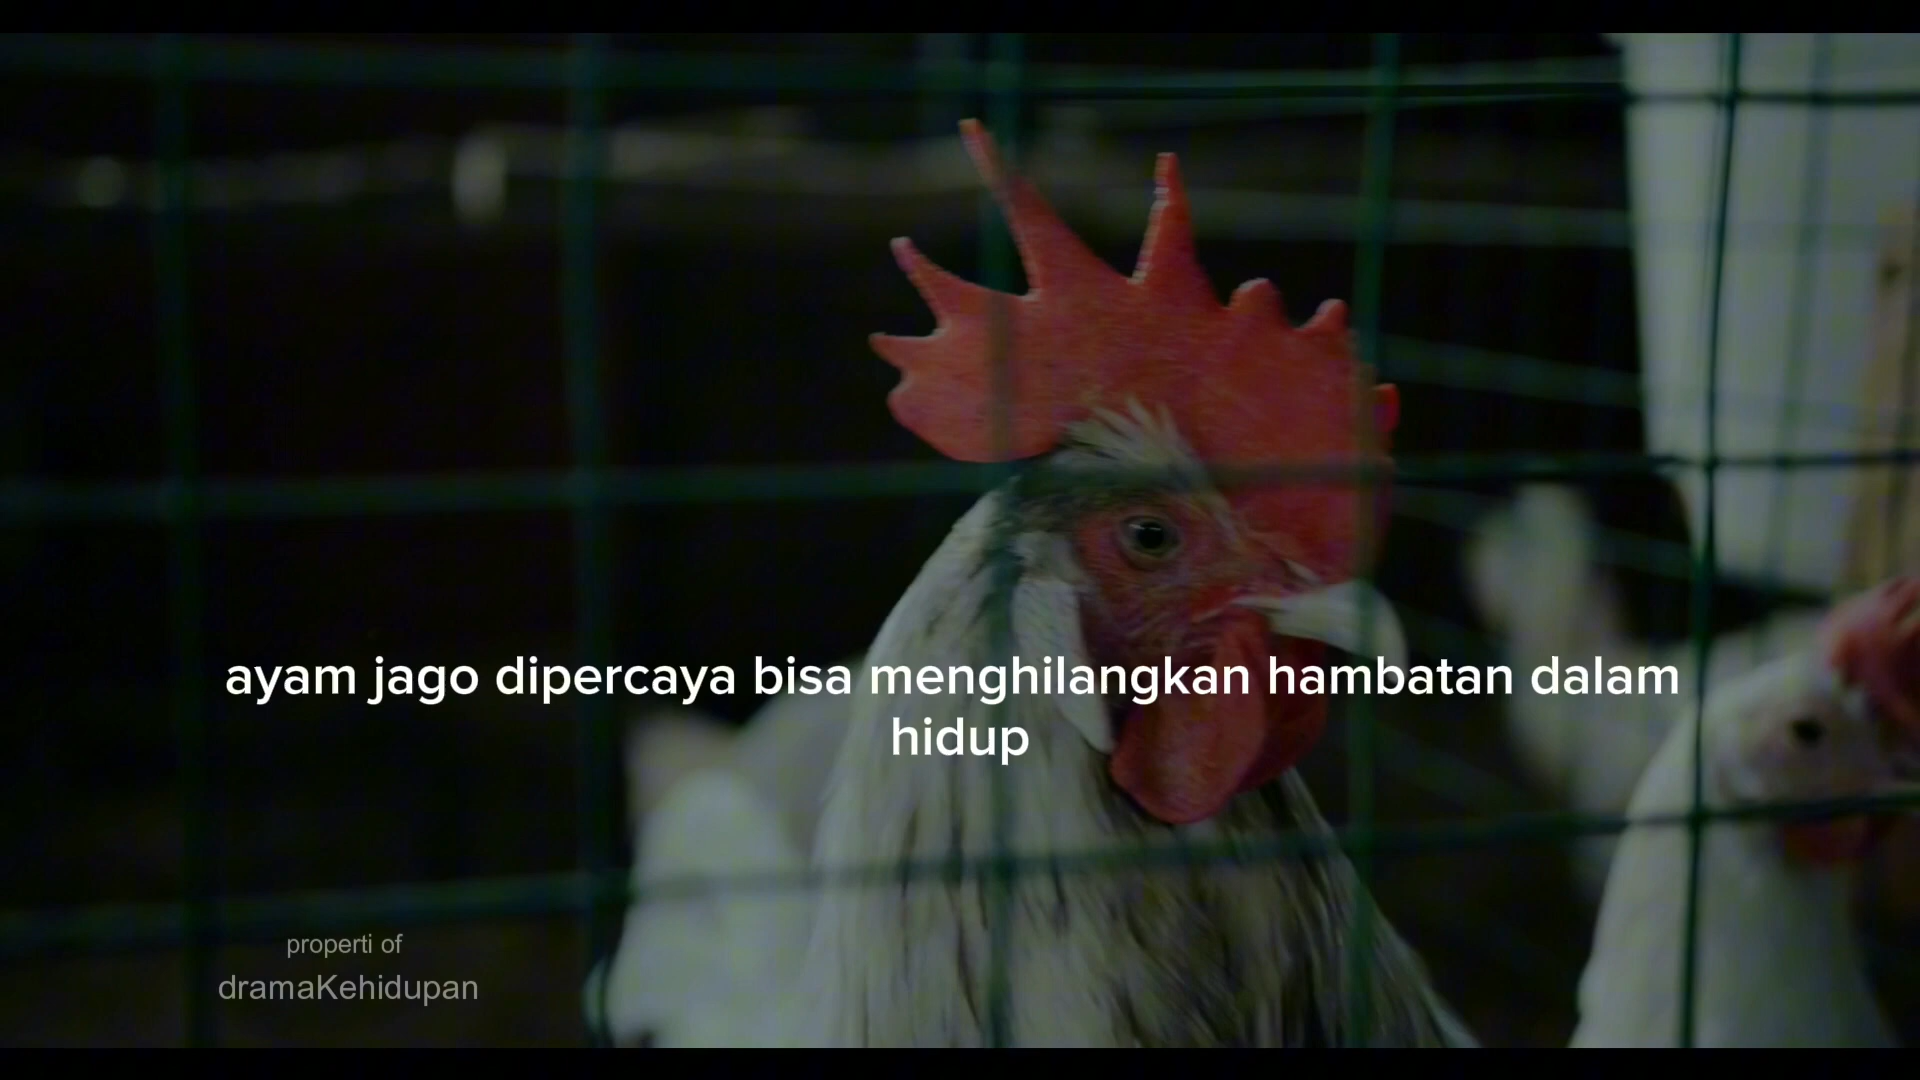 ayam jago dipercaya bisa menghilangkan hambatan dalam
hidup
properti of
dramaKehidupan